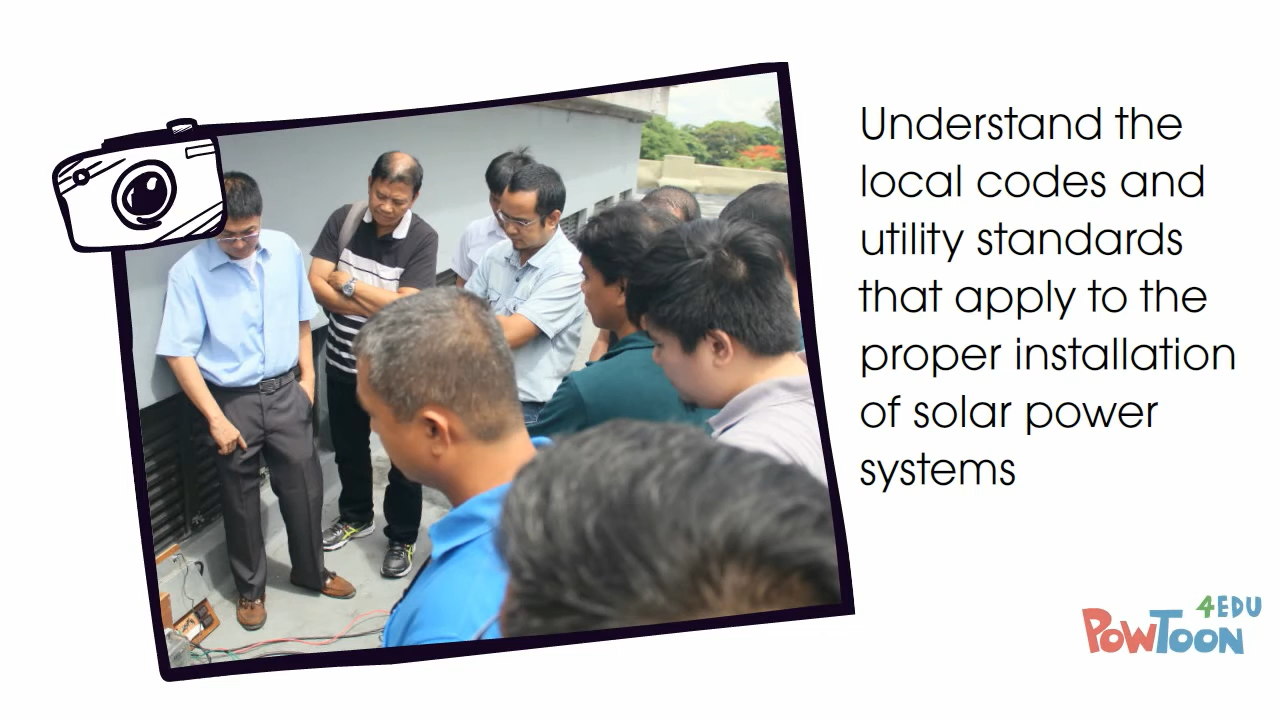 Understand the
local codes and
utility standards
that apply to the
proper installation
of solar power
systems
4EDU
POWTOON